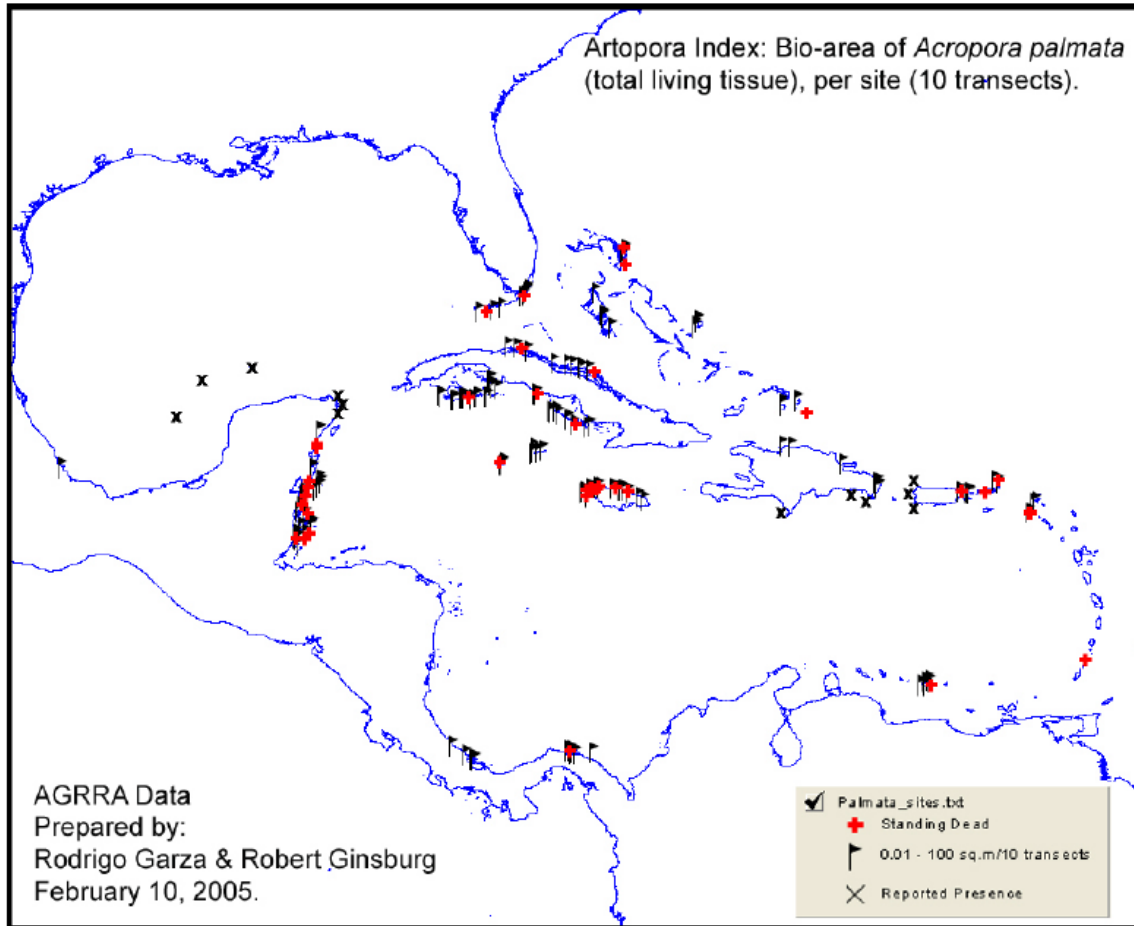 Artopora Index: Bio-area of Acropora palmata
(total living tissue), per site (10 transects).
AGRRA Data
Prepared by:
Rodrigo Garza & Robert Ginsburg
February 10, 2005.
Palmata_sites.txt
Standing Dead
0.01 - 100 sq.m/10 transects
Reported Presence